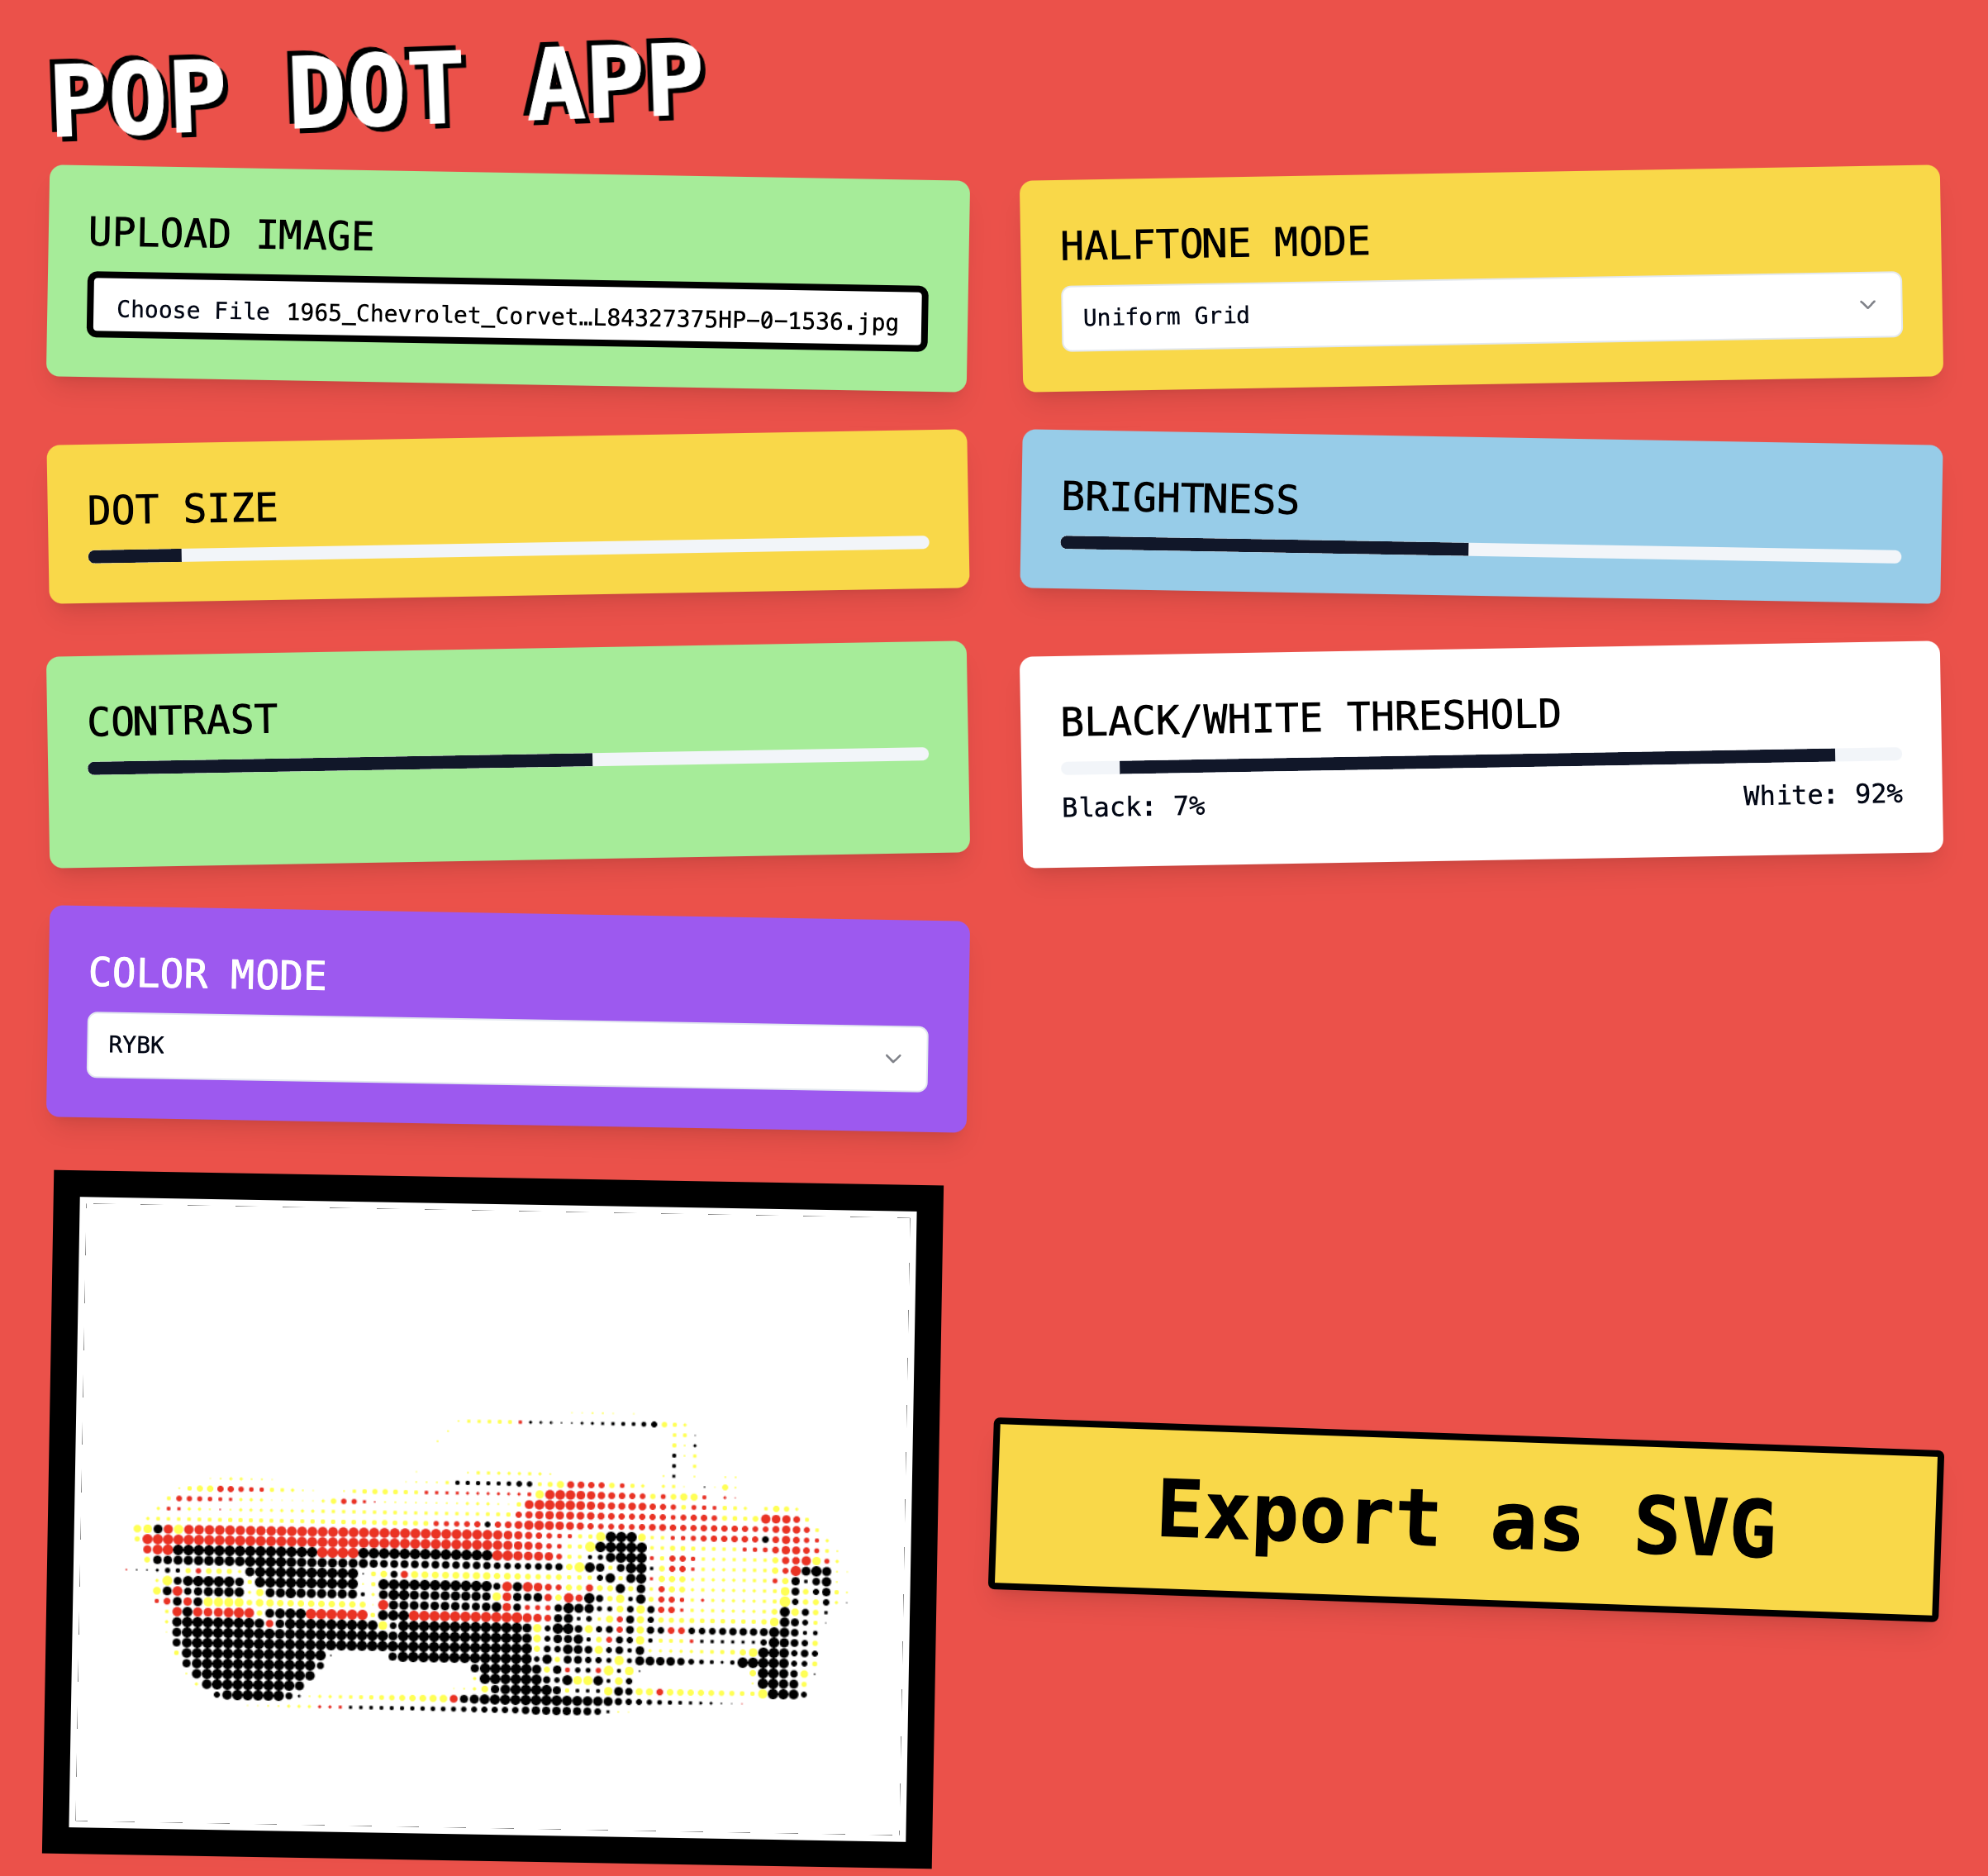 POP DOT APP
UPLOAD IMAGE
Choose File 1965_Chevrolet_Corvet…L84327375HP-0-1536.jpg
HALFTONE MODE
Uniform Grid
DOT SIZE
BRIGHTNESS
CONTRAST
BLACK/WHITE THRESHOLD
Black: 7%
White: 92%
COLOR MODE
RYBK
Export as SVG